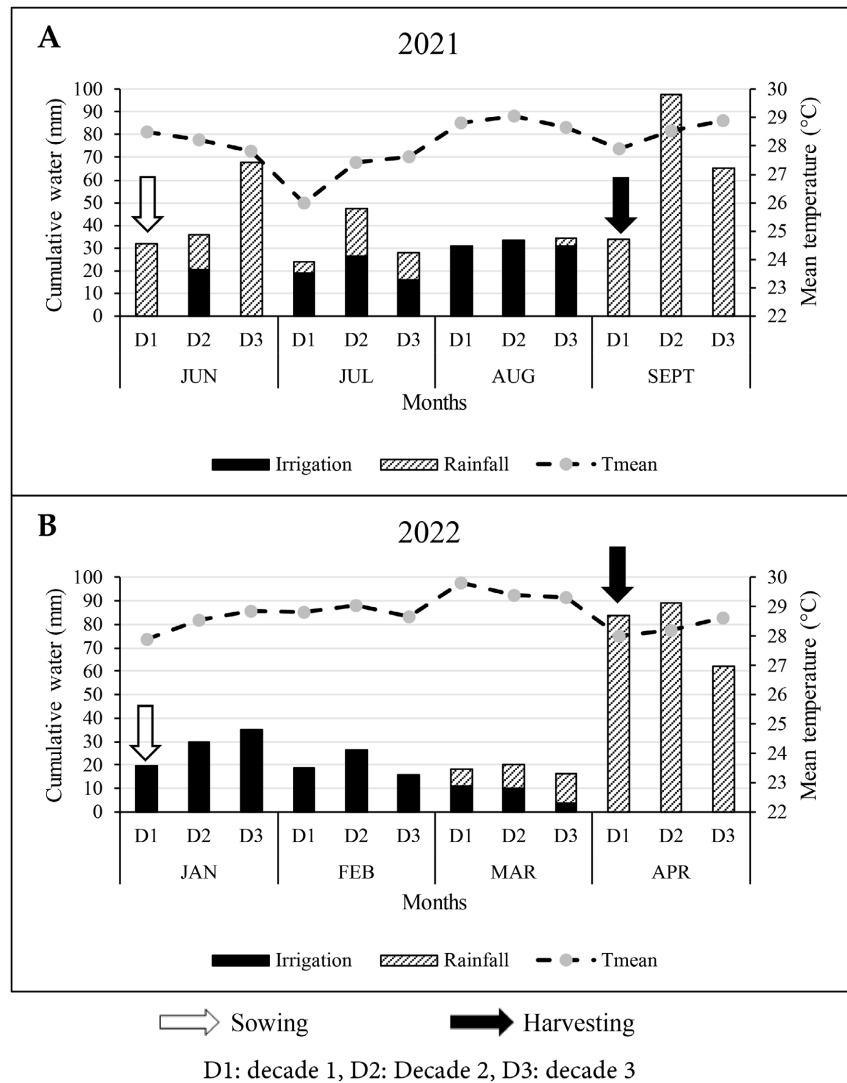 A
2021
Cumulative water (mm)
100
90
80
70
60
50
40
30
20
10
0
30
29
28
27
26
25
24
23
22
Mean temperature (°C)
D1 D2 D3 D1 D2 D3 D1 D2 D3 D1 D2 D3
JUN JUL AUG SEPT
Months
Irrigation Rainfall Tmean
B
2022
Cumulative water (mm)
100
90
80
70
60
50
40
30
20
10
0
30
29
28
27
26
25
24
23
22
Mean temperature (°C)
D1 D2 D3 D1 D2 D3 D1 D2 D3 D1 D2 D3
JAN FEB MAR APR
Months
Irrigation Rainfall Tmean
Sowing Harvesting
D1: decade 1, D2: Decade 2, D3: decade 3